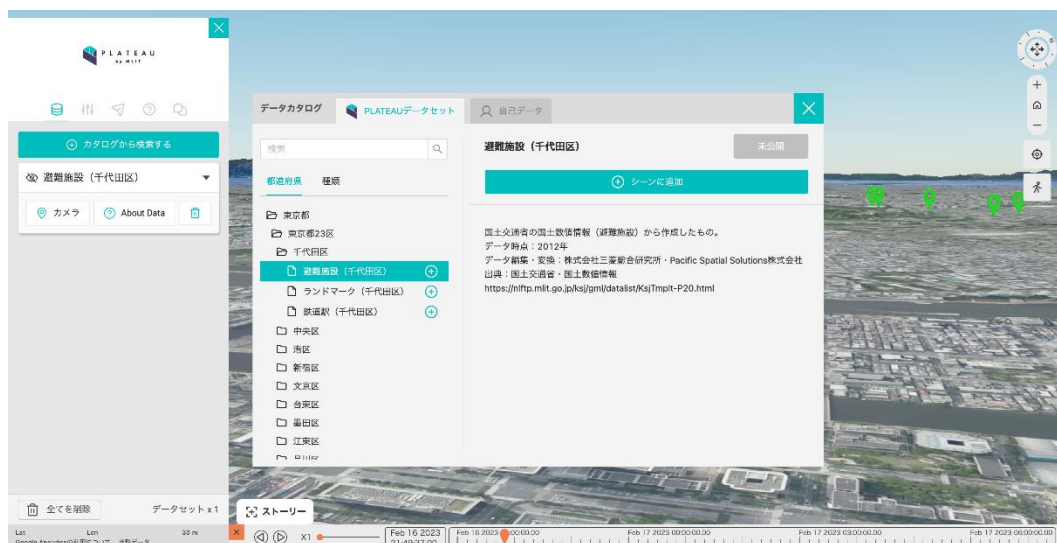 PLATEAU
by MLIT
カタログから検索する
避難施設（千代田区）
カメラ
About Data
全てを削除
データセット x 1
Lat
Lon
30 m
データカタログ
PLATEAUデータセット
自己データ
検索
都道府県
種類
東京都
東京都23区
千代田区
避難施設（千代田区）
ランドマーク（千代田区）
鉄道駅（千代田区）
中央区
港区
新宿区
文京区
台東区
墨田区
江東区
品川区
避難施設（千代田区）
未公開
シーンに追加
国土交通省の国土数値情報（避難施設）から作成したもの。
データ時点：2012年
データ編集・変換：株式会社三菱総合研究所・Pacific Spatial Solutions株式会社
出典：国土交通省・国土数値情報
https://nlftp.mlit.go.jp/ksj/gml/datalist/KsjTmplt-P20.html
ストーリー
X1
Feb 16 2023
21:49:37.00
Feb 17 2023 00:00:00.00
Feb 17 2023 03:00:00.00
Feb 17 2023 06:00:00.00